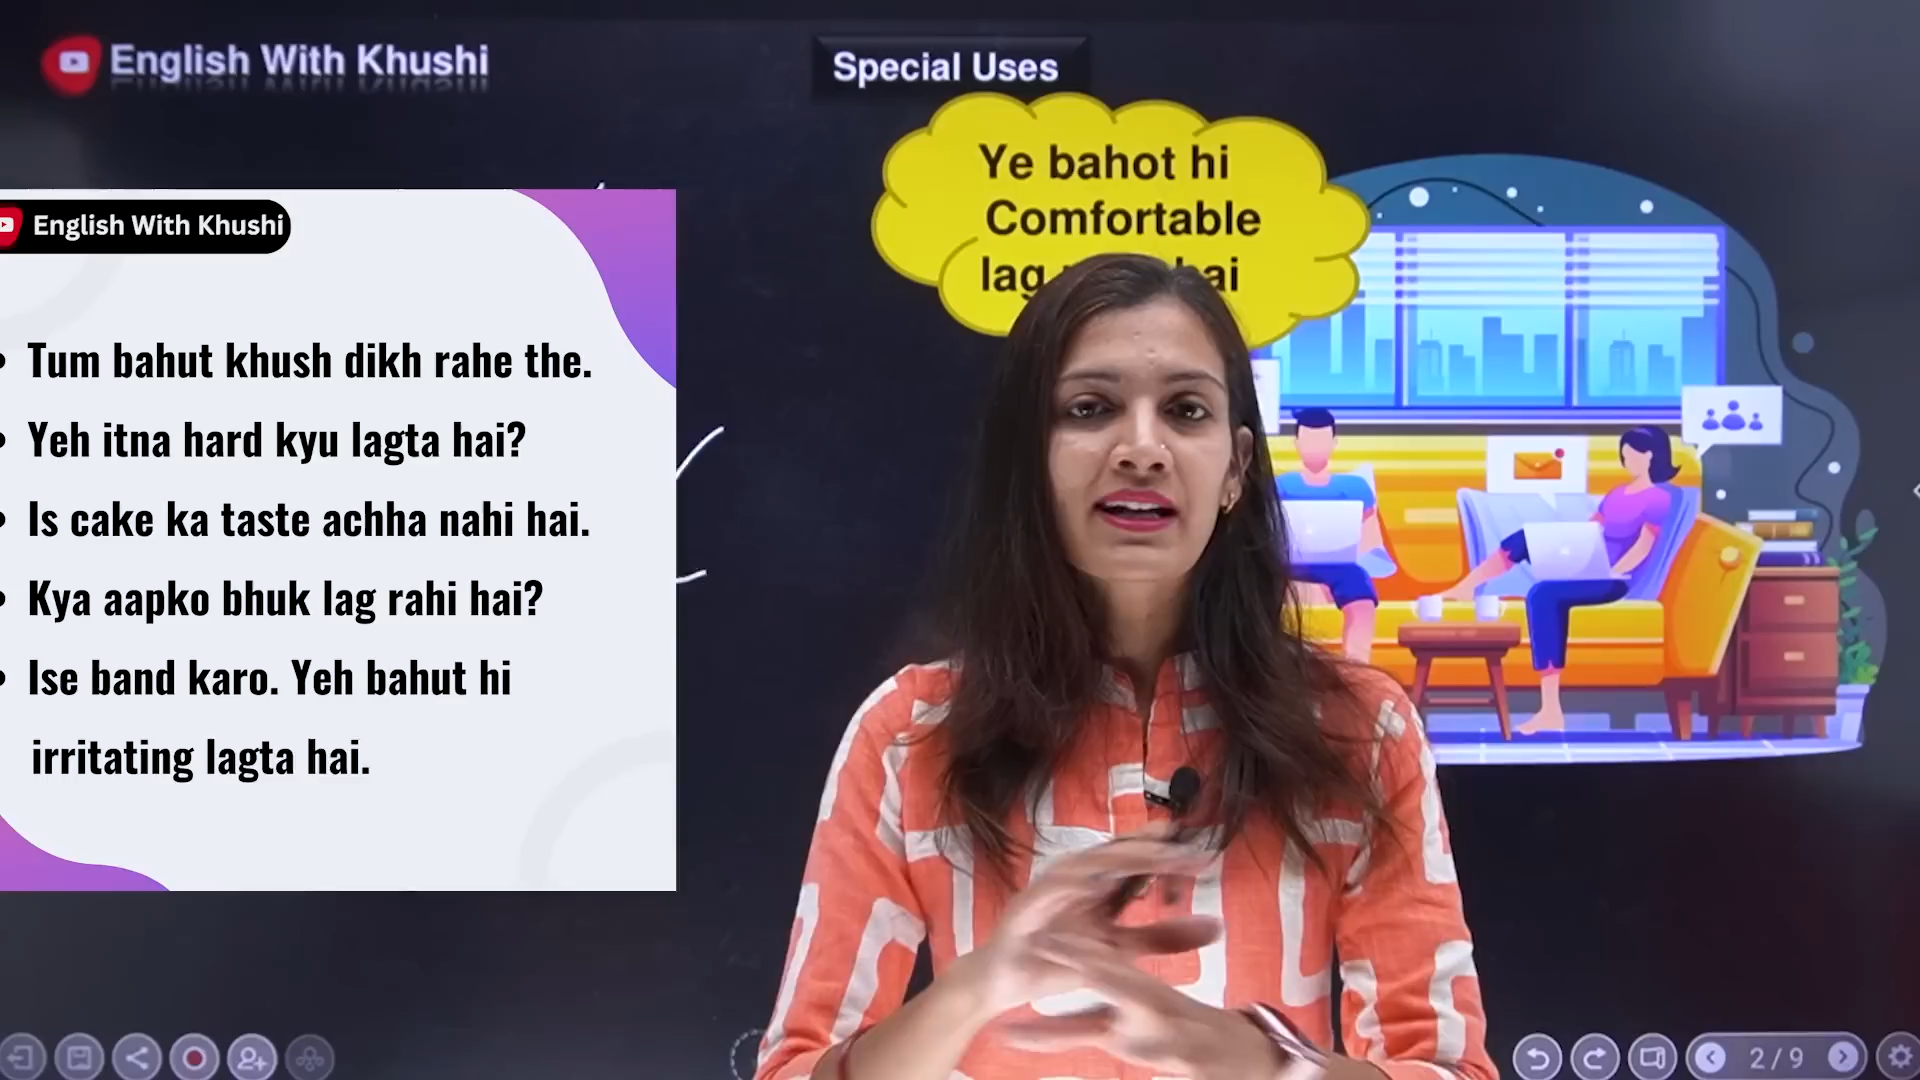 English With Khushi
Special Uses
Ye bahot hi
Comfortable
lag
English With Khushi
• Tum bahut khush dikh rahe the.
• Yeh itna hard kyu lagta hai?
• Is cake ka taste achha nahi hai.
• Kya aapko bhuk lag rahi hai?
• Ise band karo. Yeh bahut hi
irritating lagta hai.
2 / 9